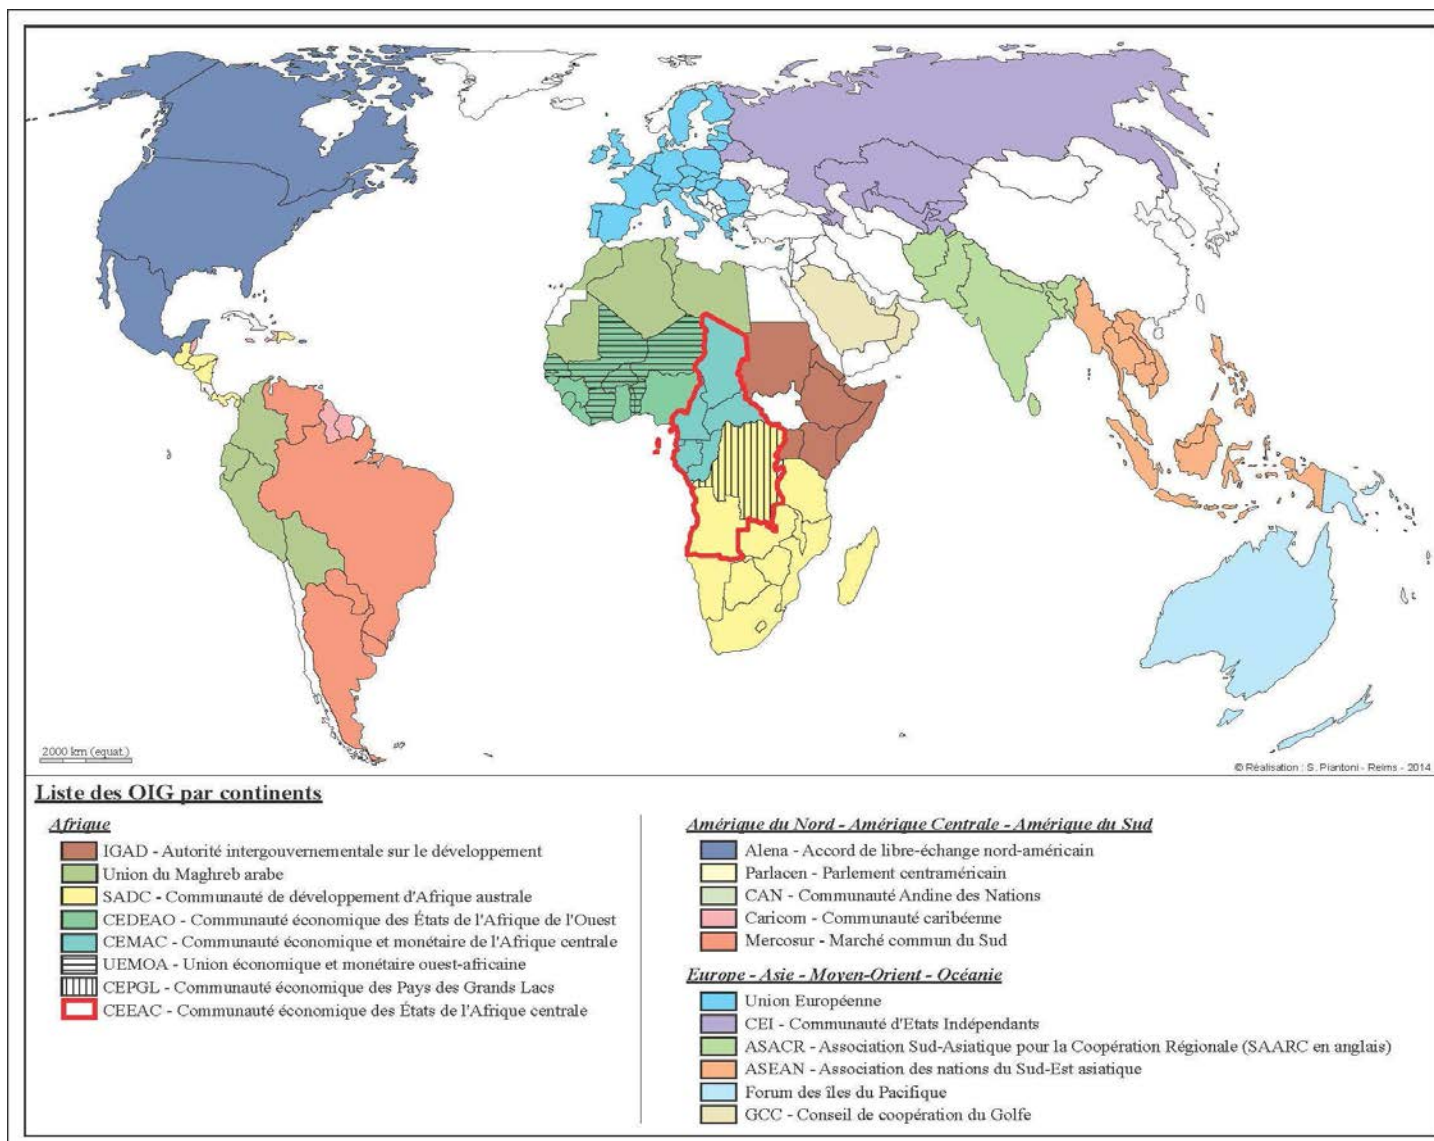 2000 km (equat.)
© Réalisation : S. Piantoni - Reims - 2014
Liste des OIG par continents
Afrique
IGAD - Autorité intergouvernementale sur le développement
Union du Maghreb arabe
SADC - Communauté de développement d'Afrique australe
CEDEAO - Communauté économique des États de l'Afrique de l'Ouest
CEMAC - Communauté économique et monétaire de l'Afrique centrale
UEMOA - Union économique et monétaire ouest-africaine
CEPGL - Communauté économique des Pays des Grands Lacs
CEEAC - Communauté économique des États de l'Afrique centrale
Amérique du Nord - Amérique Centrale - Amérique du Sud
Alena - Accord de libre-échange nord-américain
Parlacen - Parlement centraméricain
CAN - Communauté Andine des Nations
Caricom - Communauté caribéenne
Mercosur - Marché commun du Sud
Europe - Asie - Moyen-Orient - Océanie
Union Européenne
CEI - Communauté d'Etats Indépendants
ASACR - Association Sud-Asiatique pour la Coopération Régionale (SAARC en anglais)
ASEAN - Association des nations du Sud-Est asiatique
Forum des îles du Pacifique
GCC - Conseil de coopération du Golfe